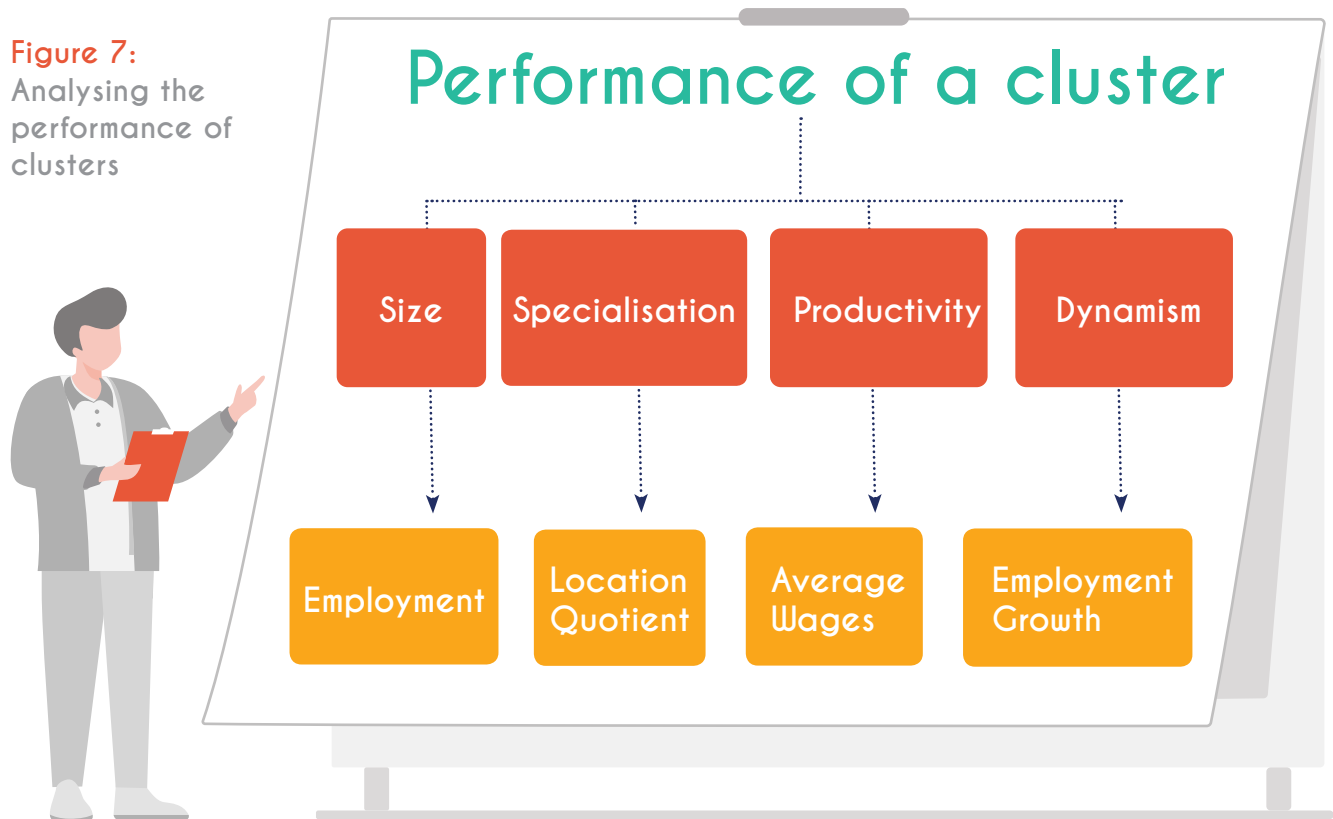 Figure 7:
Analysing the
performance of
clusters
Performance of a cluster
Size
Specialisation
Productivity
Dynamism
Employment
Location
Quotient
Average
Wages
Employment
Growth